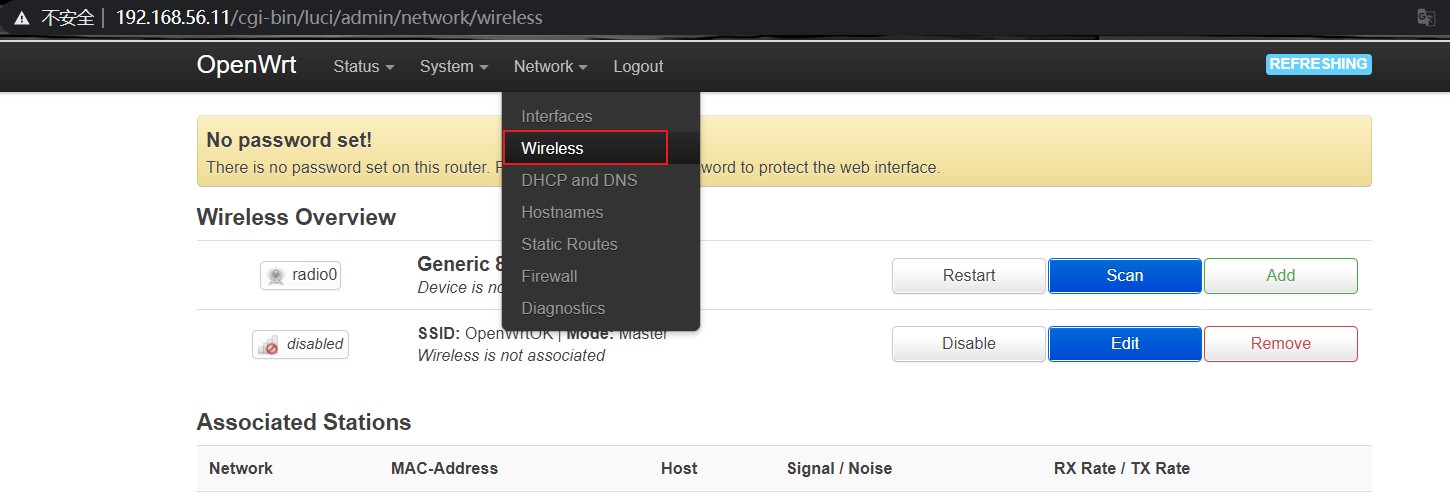 不安全 | 192.168.56.11/cgi-bin/luci/admin/network/wireless
OpenWrt Status System Network Logout REFRESHING
Interfaces
Wireless
DHCP and DNS
Hostnames
Static Routes
Firewall
Diagnostics
No password set!
There is no password set on this router. word to protect the web interface.
Wireless Overview
radio0 Generic Restart Scan Add
Device is no
disabled SSID: OpenWrtOK | Mode: Master Disable Edit Remove
Wireless is not associated
Associated Stations
Network MAC-Address Host Signal / Noise RX Rate / TX Rate